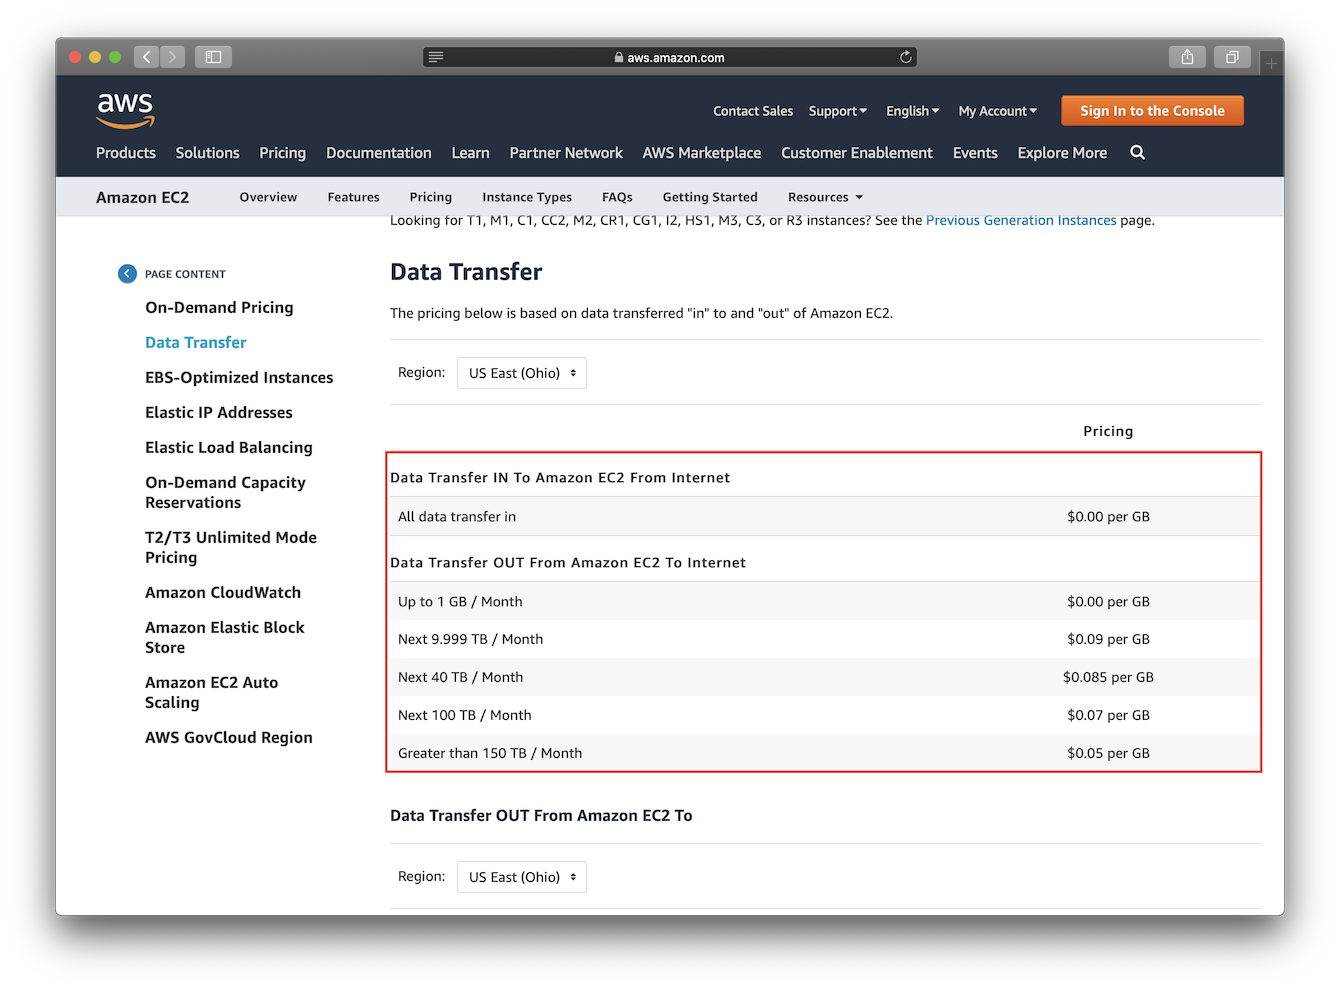 aws.amazon.com
aws
Contact Sales Support English My Account Sign In to the Console
Products Solutions Pricing Documentation Learn Partner Network AWS Marketplace Customer Enablement Events Explore More
Amazon EC2 Overview Features Pricing Instance Types FAQs Getting Started Resources
Looking for T1, M1, C1, CC2, M2, CR1, CG1, I2, HS1, M3, C3, or R3 instances? See the Previous Generation Instances page.
PAGE CONTENT
On-Demand Pricing
Data Transfer
EBS-Optimized Instances
Elastic IP Addresses
Elastic Load Balancing
On-Demand Capacity
Reservations
T2/T3 Unlimited Mode
Pricing
Amazon CloudWatch
Amazon Elastic Block
Store
Amazon EC2 Auto
Scaling
AWS GovCloud Region
Data Transfer
The pricing below is based on data transferred "in" to and "out" of Amazon EC2.
Region: US East (Ohio)
Pricing
Data Transfer IN To Amazon EC2 From Internet
All data transfer in $0.00 per GB
Data Transfer OUT From Amazon EC2 To Internet
Up to 1 GB / Month $0.00 per GB
Next 9.999 TB / Month $0.09 per GB
Next 40 TB / Month $0.085 per GB
Next 100 TB / Month $0.07 per GB
Greater than 150 TB / Month $0.05 per GB
Data Transfer OUT From Amazon EC2 To
Region: US East (Ohio)